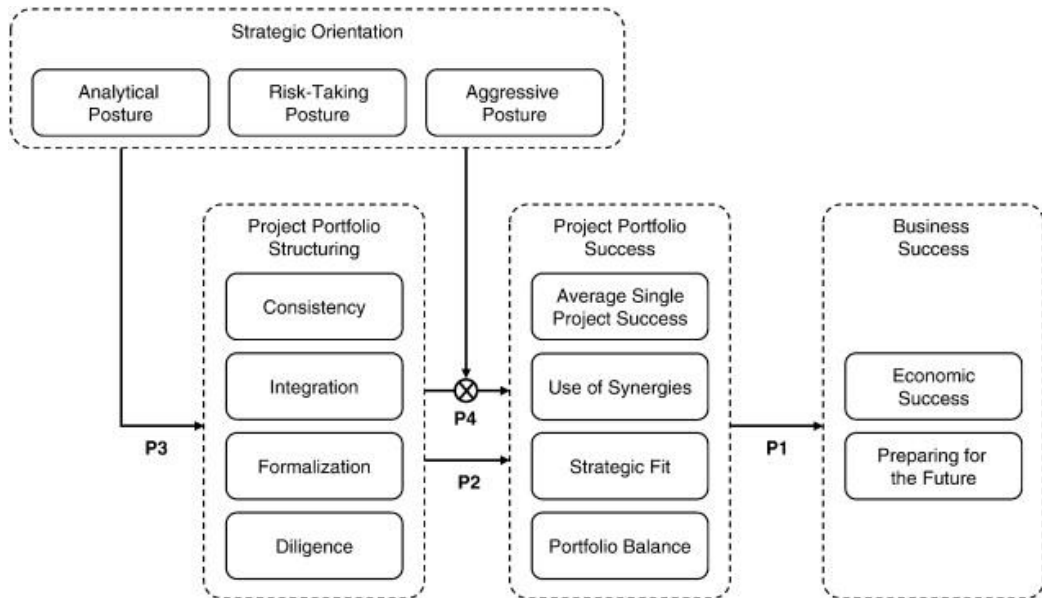 Strategic Orientation
Analytical
Posture
Risk-Taking
Posture
Aggressive
Posture
Project Portfolio
Structuring
Consistency
Integration
Formalization
Diligence
Project Portfolio
Success
Average Single
Project Success
Use of Synergies
Strategic Fit
Portfolio Balance
Business
Success
Economic
Success
Preparing for
the Future
P3
P4
P2
P1